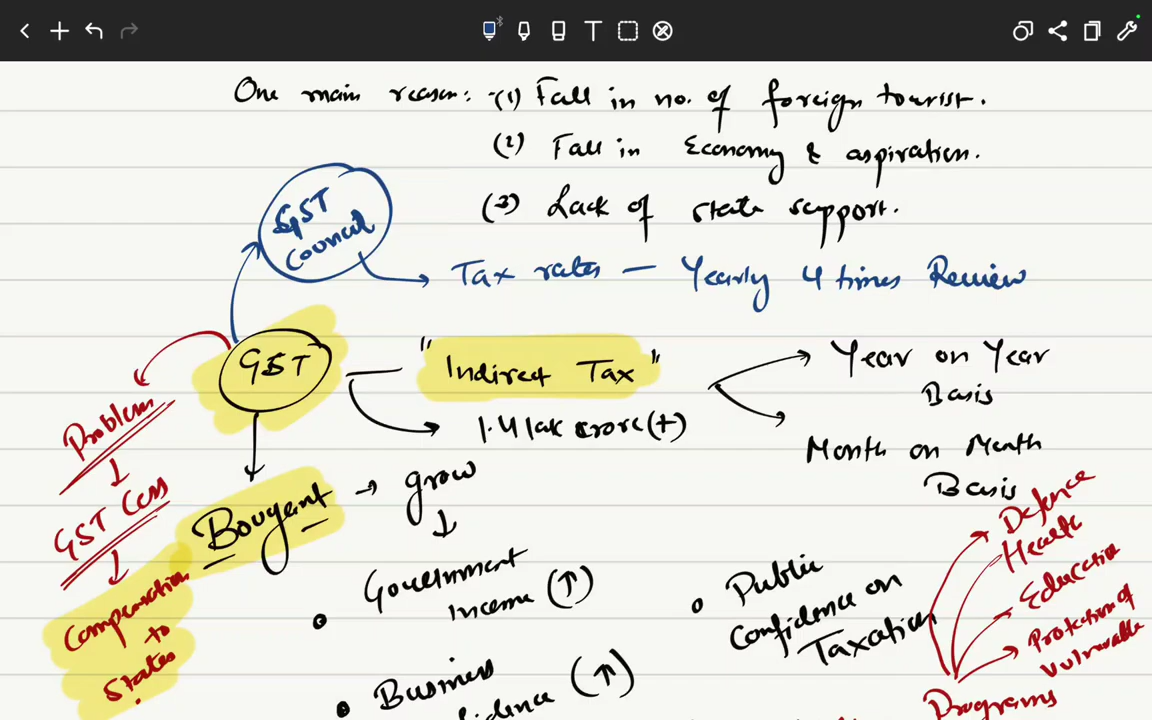 One main reason: (1) Fall in no. of foreign tourist.
(2) Fall in Economy & aspiration.
(3) Lack of state support.
GST
Council
Tax rates — Yearly 4 times Review
GST
"Indirect Tax"
Year on Year
Basis
1.41 lak crore (+)
Month on Month
Basis
Problem
GST Cess
Compensation
to
States
Bouyant → grow
Government
income (↑)
Public
Confidence on
Taxation
Defence
Health
Education
Protection of
Vulnerable
Programs
Business
(↑)